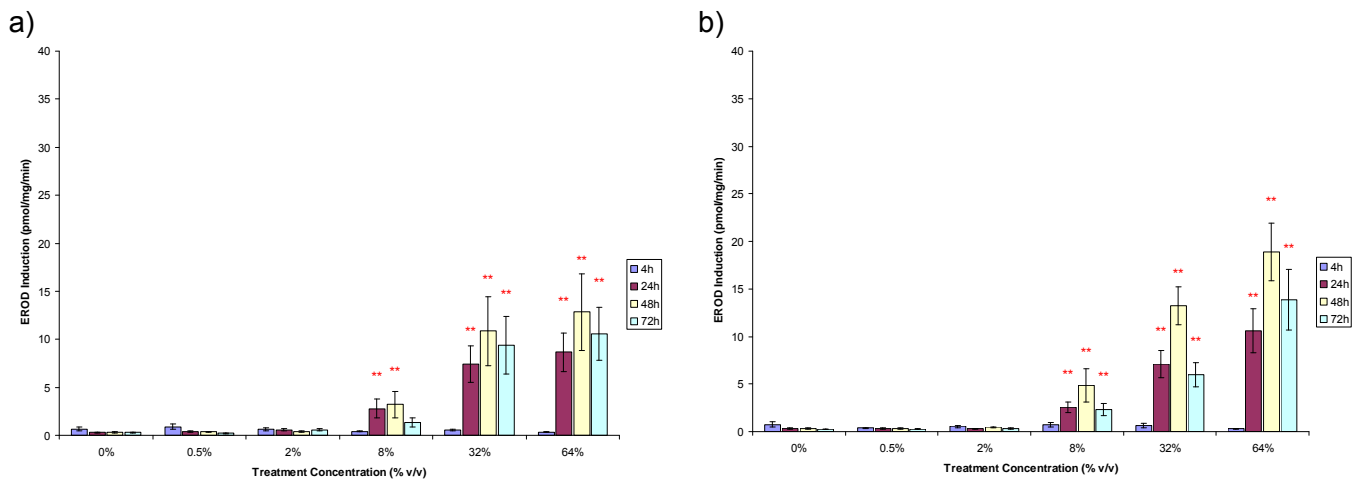 a)
40
35
30
25
20
15
10
5
0
EROD Induction (pmol/mg/min)
** **
** ** **
** ** **
0% 0.5% 2% 8% 32% 64%
Treatment Concentration (% v/v)
4h
24h
48h
72h
b)
40
35
30
25
20
15
10
5
0
EROD Induction (pmol/mg/min)
** ** **
** ** **
** ** **
0% 0.5% 2% 8% 32% 64%
Treatment Concentration (% v/v)
4h
24h
48h
72h